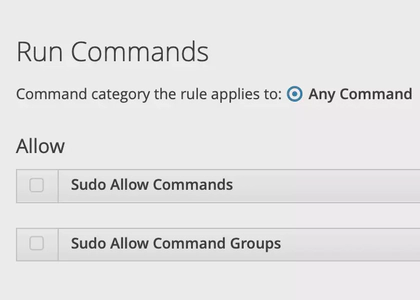 Run Commands
Command category the rule applies to: Any Command
Allow
Sudo Allow Commands
Sudo Allow Command Groups